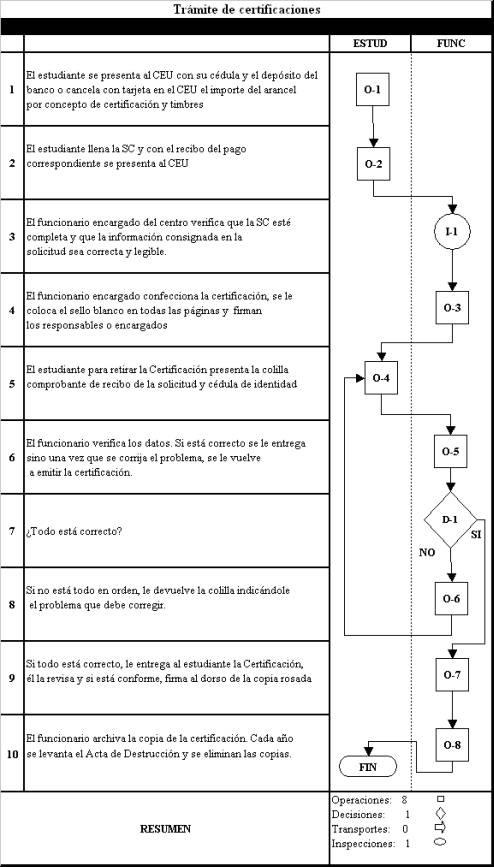 Trámite de certificaciones
ESTUD FUNC
1 El estudiante se presenta al CEU con su cédula y el depósito del
banco o cancela con tarjeta en el CEU el importe del arancel
por concepto de certificación y timbres
O-1
2 El estudiante llena la SC y con el recibo del pago
correspondiente se presenta al CEU
O-2
3 El funcionario encargado del centro verifica que la SC esté
completa y que la información consignada en la
solicitud sea correcta y legible.
I-1
4 El funcionario encargado confecciona la certificación, se le
coloca el sello blanco en todas las páginas y firman
los responsables o encargados
O-3
5 El estudiante para retirar la Certificación presenta la colilla
comprobante de recibo de la solicitud y cédula de identidad
O-4
6 El funcionario verifica los datos. Si está correcto se le entrega
sino una vez que se corrija el problema, se le vuelve
a emitir la certificación.
O-5
7 ¿Todo está correcto?
D-1
SI
NO
8 Si no está todo en orden, le devuelve la colilla indicándole
el problema que debe corregir.
O-6
9 Si todo está correcto, le entrega al estudiante la Certificación,
él la revisa y si está conforme, firma al dorso de la copia rosada
O-7
10 El funcionario archiva la copia de la certificación. Cada año
se levanta el Acta de Destrucción y se eliminan las copias.
O-8
FIN
RESUMEN
Operaciones: 8
Decisiones: 1
Transportes: 0
Inspecciones: 1